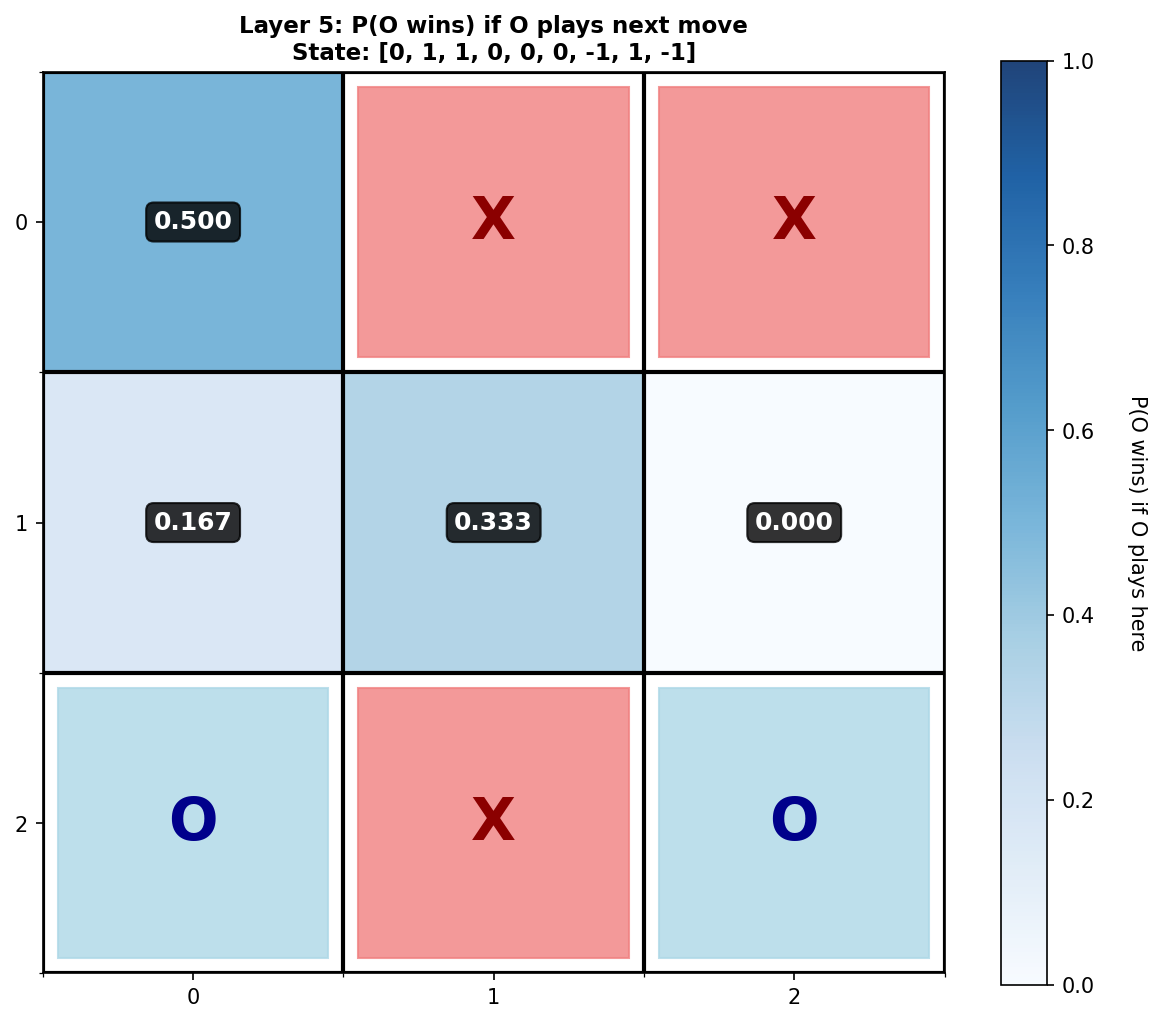 Layer 5: P(O wins) if O plays next move
State: [0, 1, 1, 0, 0, 0, -1, 1, -1]
0
0.500
X
X
1
0.167
0.333
0.000
2
O
X
O
0
1
2
1.0
0.8
0.6
0.4
0.2
0.0
P(O wins) if O plays here